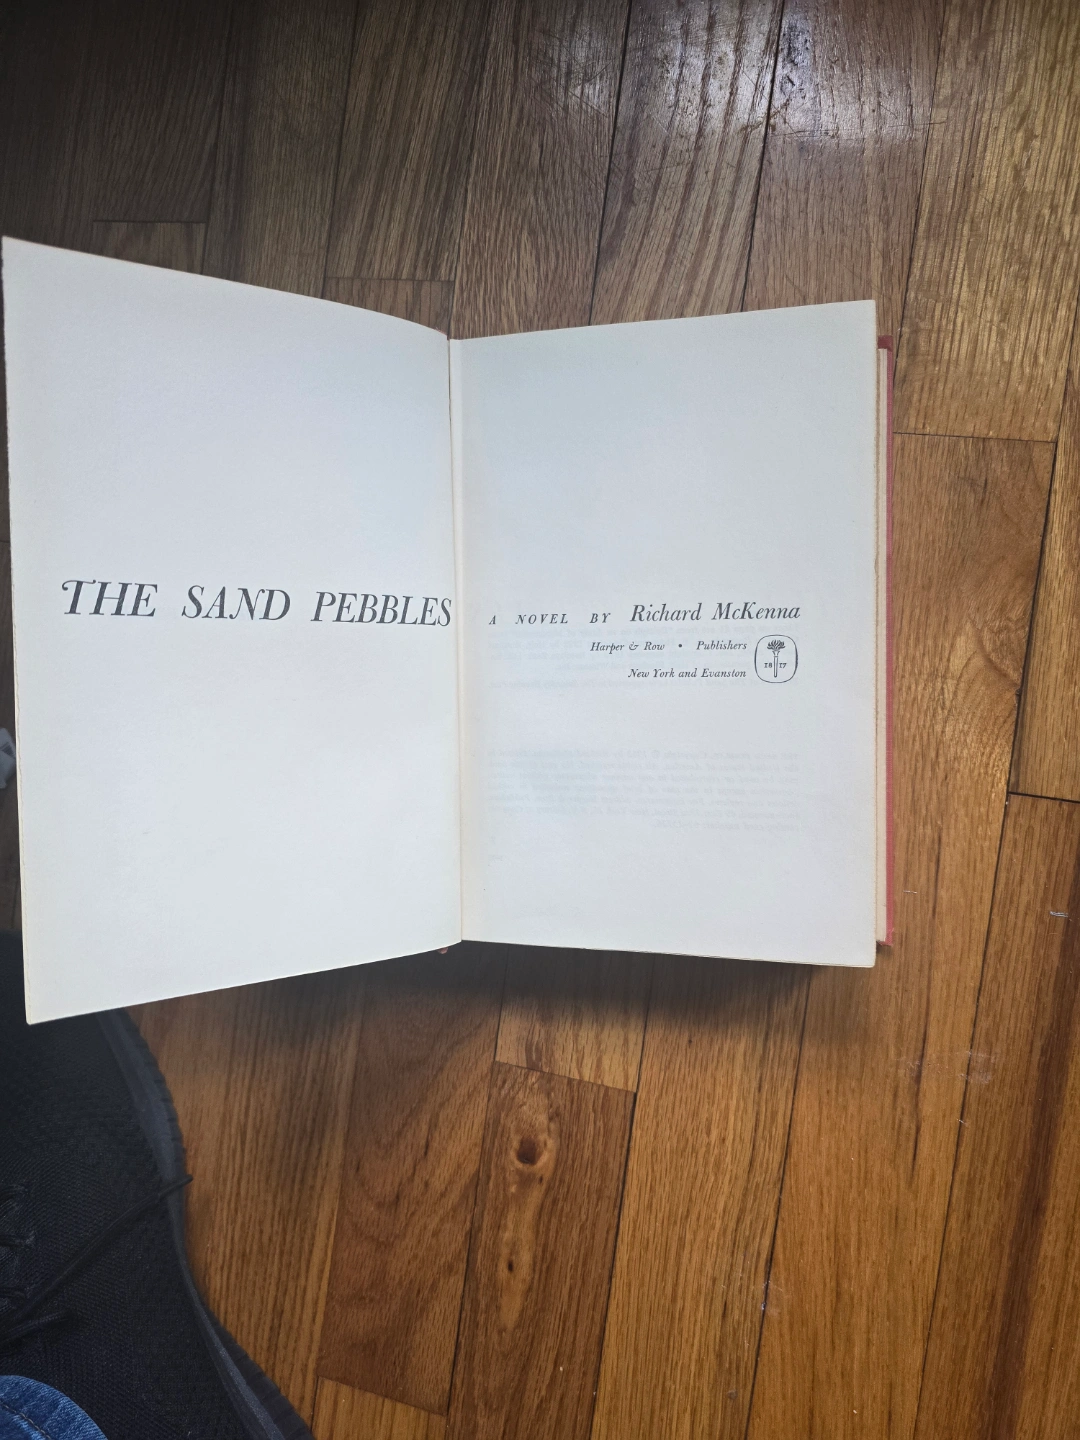 THE SAND PEBBLES A NOVEL BY Richard McKenna
Harper & Row • Publishers
New York and Evanston
18 17